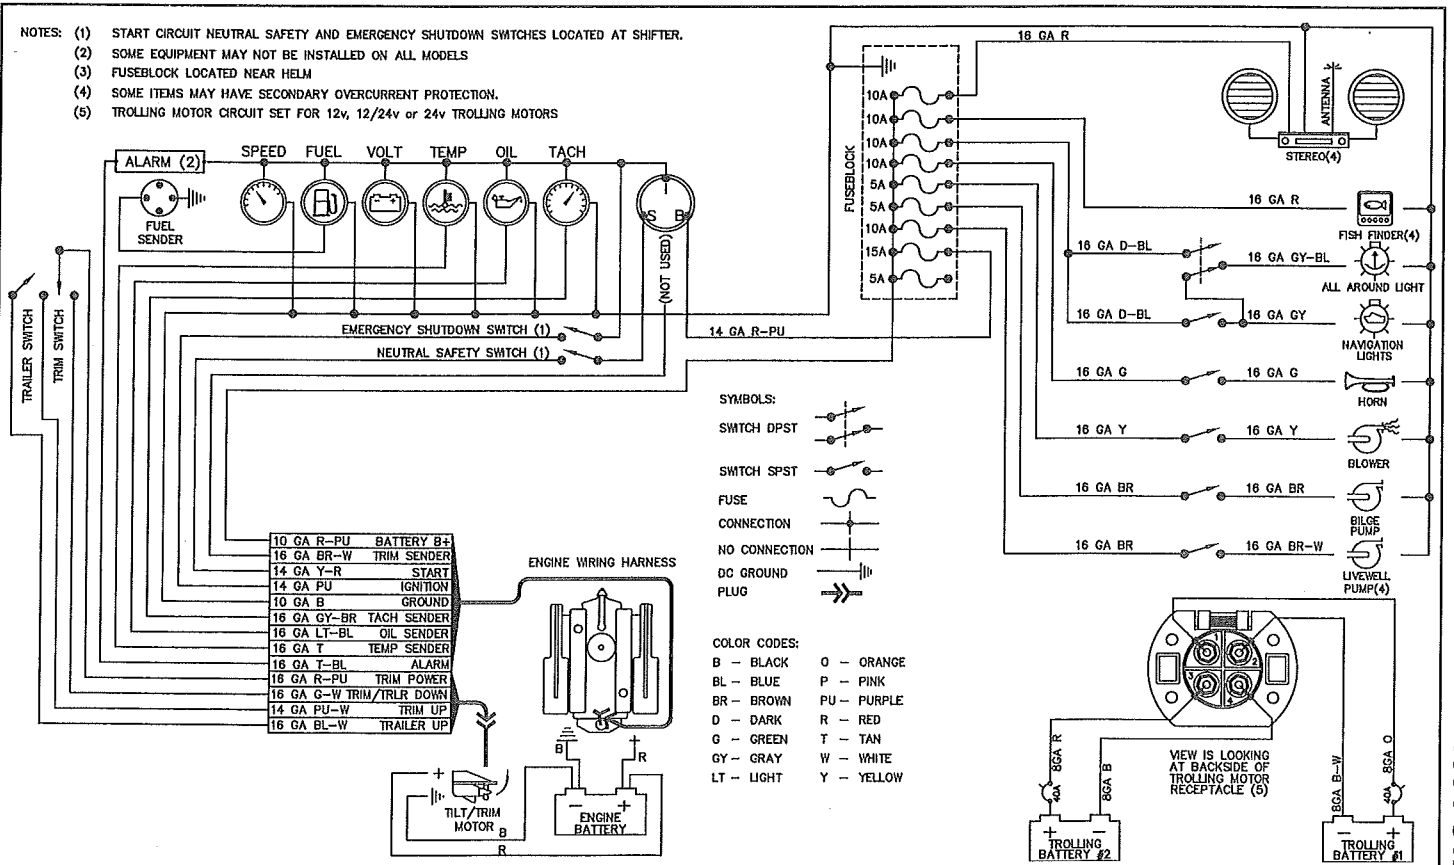 NOTES: (1) START CIRCUIT NEUTRAL SAFETY AND EMERGENCY SHUTDOWN SWITCHES LOCATED AT SHIFTER.
(2) SOME EQUIPMENT MAY NOT BE INSTALLED ON ALL MODELS
(3) FUSEBLOCK LOCATED NEAR HELM
(4) SOME ITEMS MAY HAVE SECONDARY OVERCURRENT PROTECTION.
(5) TROLLING MOTOR CIRCUIT SET FOR 12v, 12/24v or 24v TROLLING MOTORS
ALARM (2)
SPEED FUEL VOLT TEMP OIL TACH
FUEL
SENDER
I
S B
(NOT USED)
TRAILER SWITCH
TRIM SWITCH
EMERGENCY SHUTDOWN SWITCH (1)
NEUTRAL SAFETY SWITCH (1)
14 GA R-PU
FUSEBLOCK
10A
10A
10A
10A
5A
5A
10A
15A
5A
16 GA R
ANTENNA
STEREO(4)
16 GA R
FISH FINDER(4)
16 GA D-BL
16 GA GY-BL
ALL AROUND LIGHT
16 GA D-BL
16 GA GY
NAVIGATION
LIGHTS
16 GA G
16 GA G
HORN
16 GA Y
16 GA Y
BLOWER
16 GA BR
16 GA BR
BILGE
PUMP
16 GA BR
16 GA BR-W
LIVEWELL
PUMP(4)
SYMBOLS:
SWITCH DPST
SWITCH SPST
FUSE
CONNECTION
NO CONNECTION
DC GROUND
PLUG
COLOR CODES:
B - BLACK O - ORANGE
BL - BLUE P - PINK
BR - BROWN PU - PURPLE
D - DARK R - RED
G - GREEN T - TAN
GY - GRAY W - WHITE
LT - LIGHT Y - YELLOW
10 GA R-PU BATTERY B+
16 GA BR-W TRIM SENDER
14 GA Y-R START
14 GA PU IGNITION
10 GA B GROUND
16 GA GY-BR TACH SENDER
16 GA LT-BL OIL SENDER
16 GA T TEMP SENDER
16 GA T-BL ALARM
16 GA R-PU TRIM POWER
16 GA G-W TRIM/TRLR DOWN
14 GA PU-W TRIM UP
16 GA BL-W TRAILER UP
ENGINE WIRING HARNESS
B
+
R
+
TILT/TRIM
MOTOR
B
R
- +
ENGINE
BATTERY
1
2
3
4
VIEW IS LOOKING
AT BACKSIDE OF
TROLLING MOTOR
RECEPTACLE (5)
8GA R
40A
8GA B
+ -
TROLLING
BATTERY #2
8GA B-W
8GA O
40A
- +
TROLLING
BATTERY #1